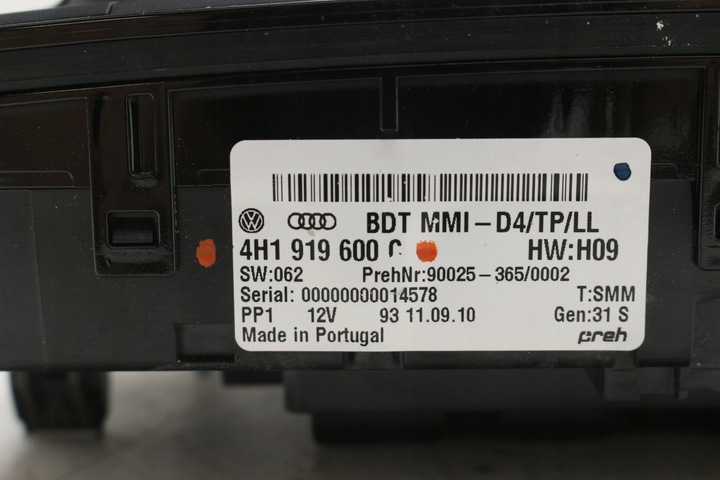 BDT MMI-D4/TP/LL
4H1 919 600 HW:H09
SW:062 PrehNr:90025-365/0002
Serial: 00000000014578 T:SMM
PP1 12V 93 11.09.10 Gen:31 S
Made in Portugal preh